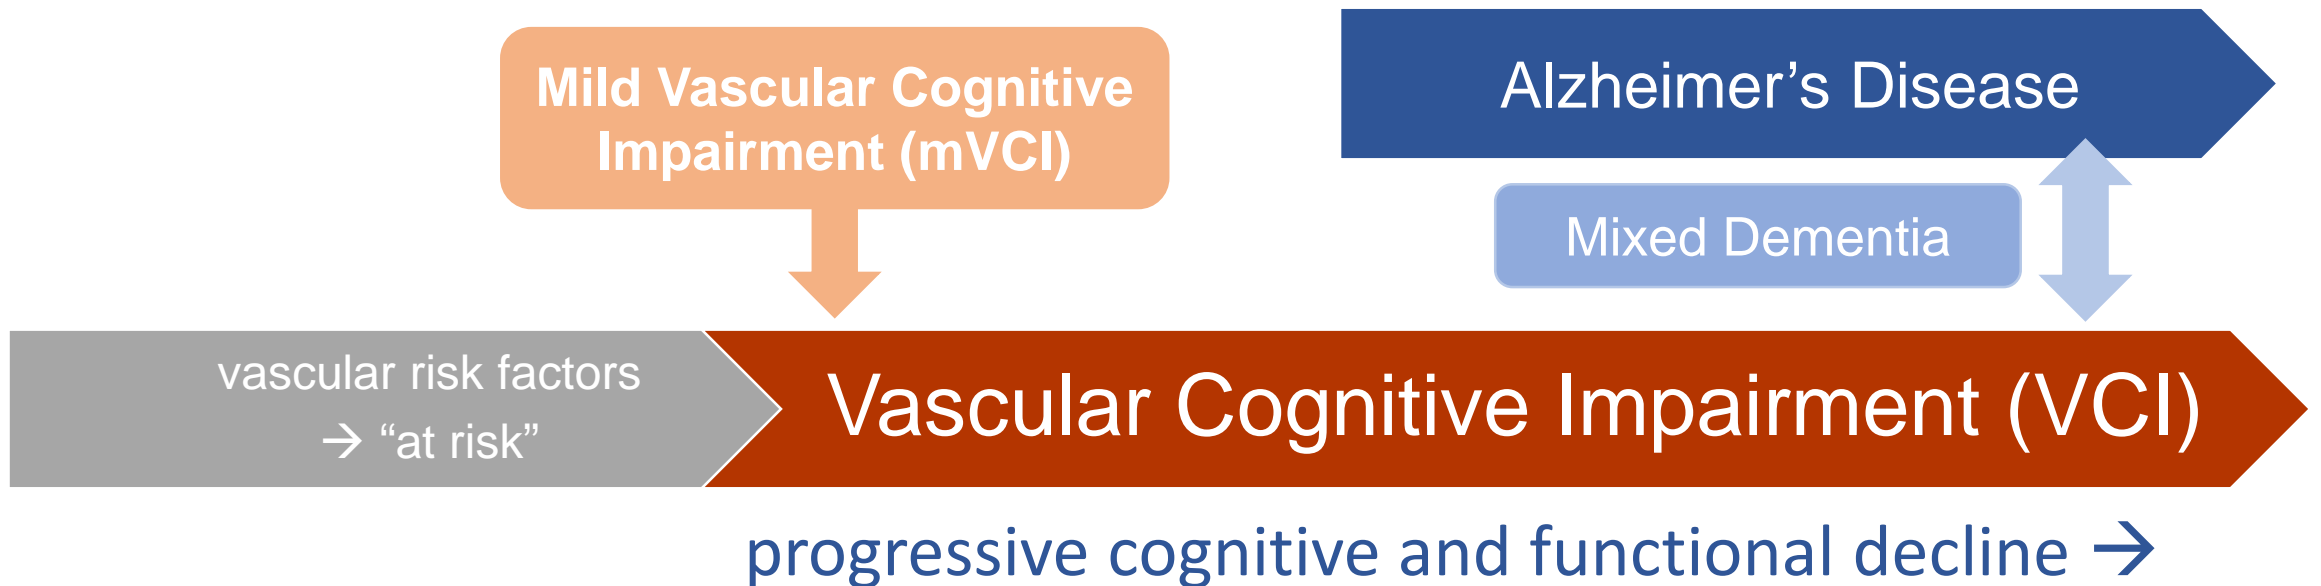 Mild Vascular Cognitive
Impairment (mVCI)
Alzheimer’s Disease
Mixed Dementia
vascular risk factors
→ “at risk”
Vascular Cognitive Impairment (VCI)
progressive cognitive and functional decline →